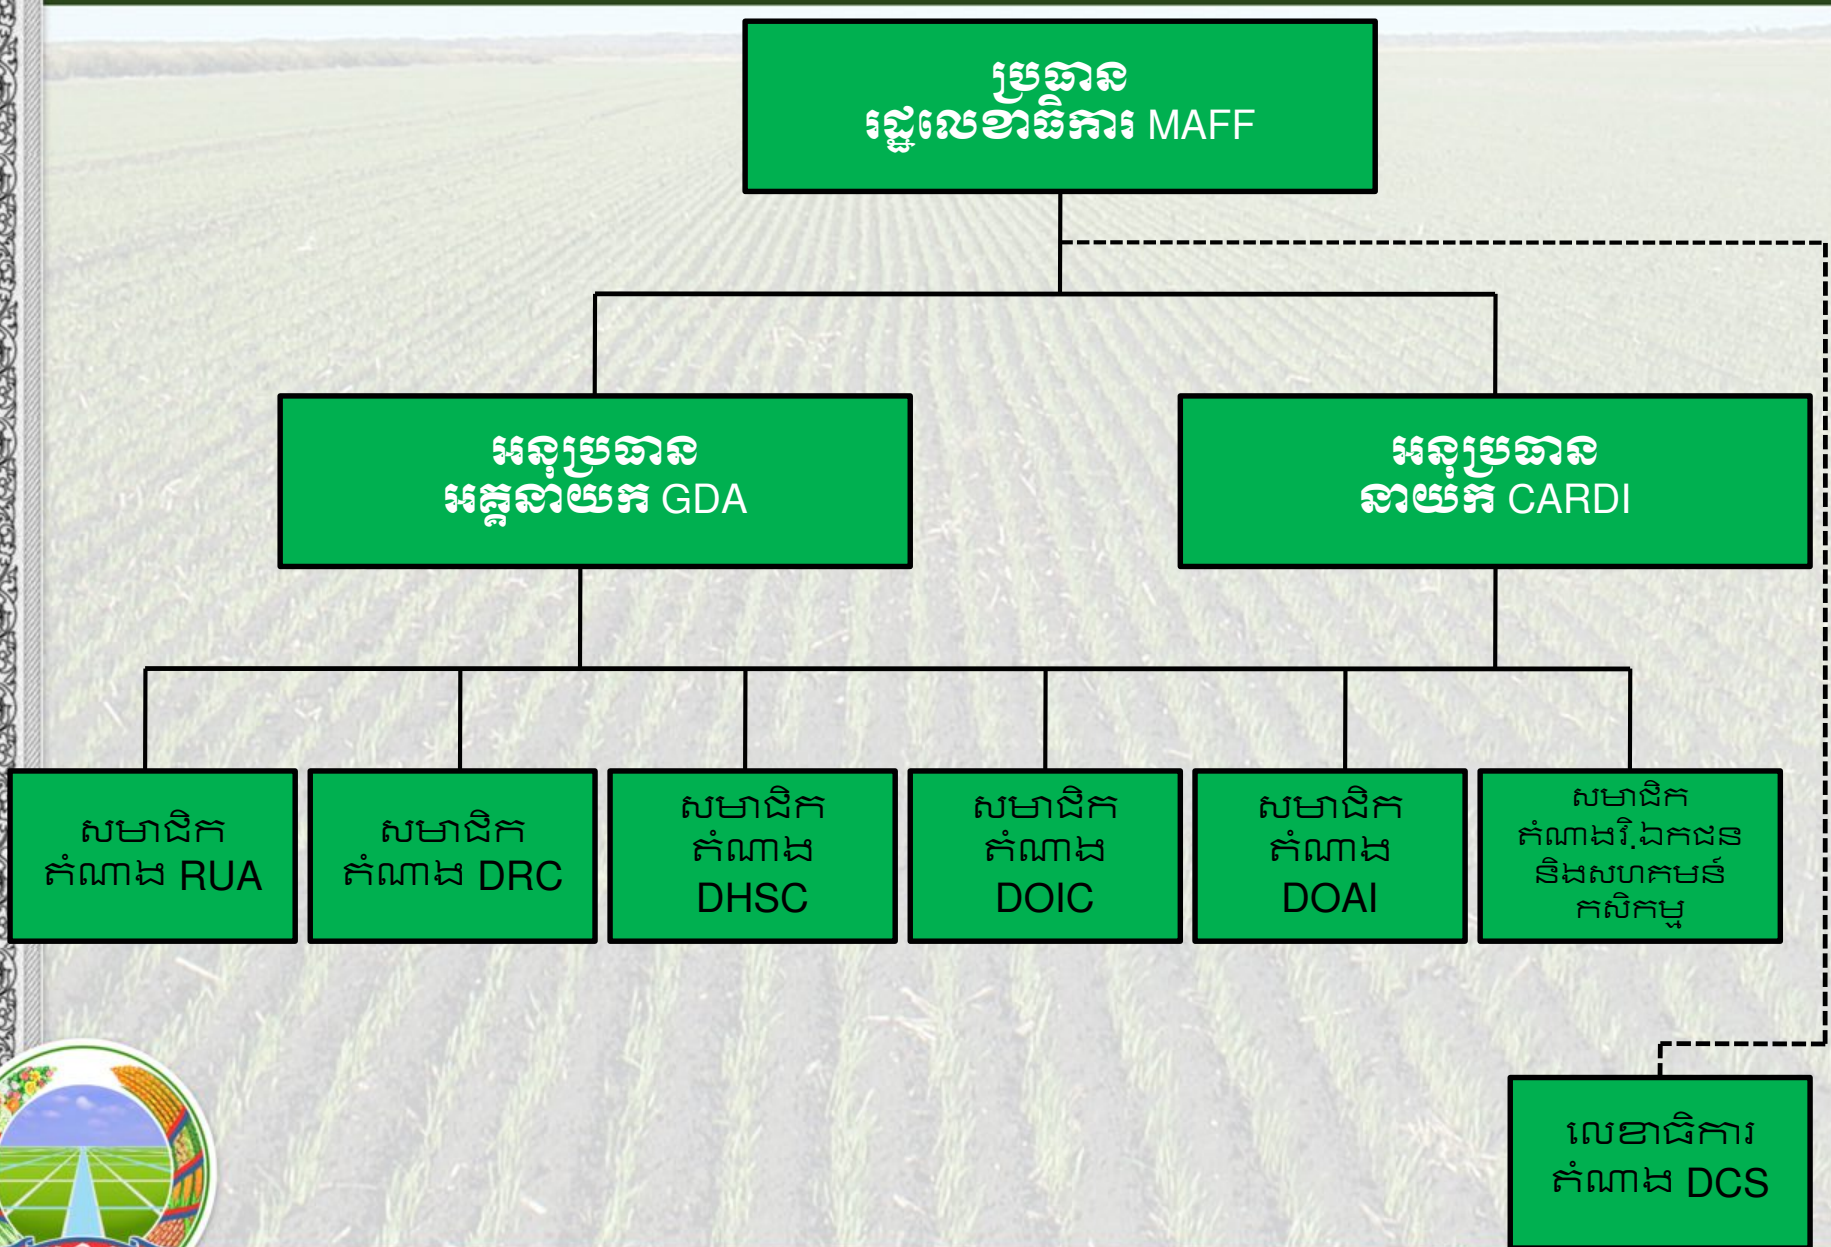 ប្រធាន
រដ្ឋលេខាធិការ MAFF
អនុប្រធាន
អគ្គនាយក GDA
អនុប្រធាន
នាយក CARDI
សមាជិក
តំណាង RUA
សមាជិក
តំណាង DRC
សមាជិក
តំណាង
DHSC
សមាជិក
តំណាង
DOIC
សមាជិក
តំណាង
DOAI
សមាជិក
តំណាងវិ.ឯកជន
និងសហគមន៍
កសិកម្ម
លេខាធិការ
តំណាង DCS